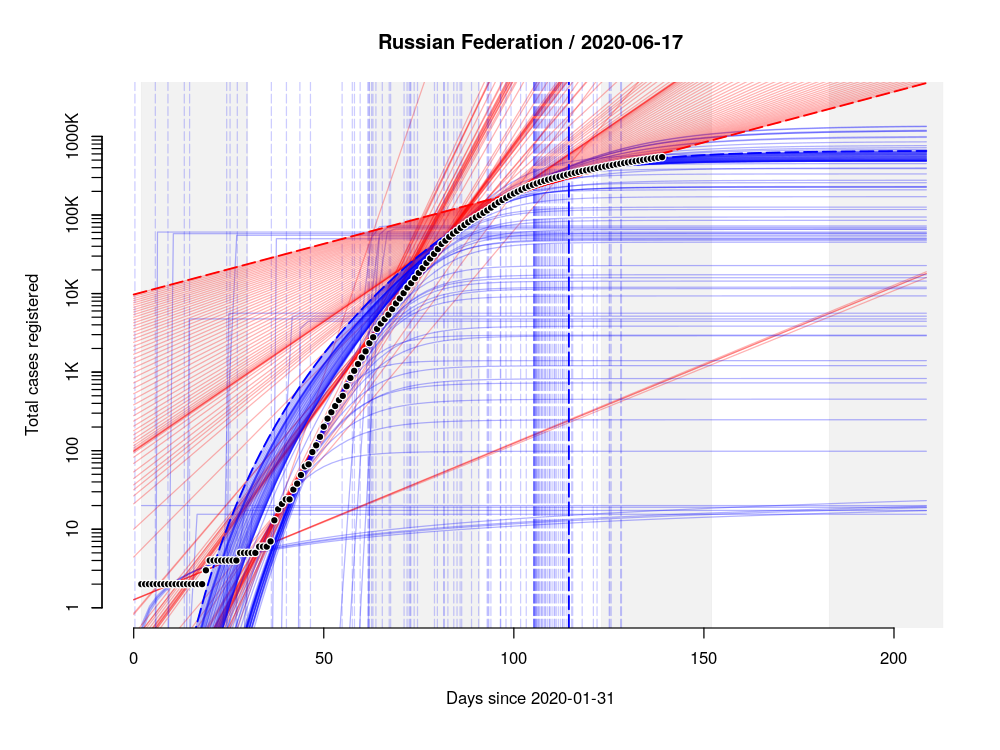 Russian Federation / 2020-06-17
Total cases registered
1000K
100K
10K
1K
100
10
1
0 50 100 150 200
Days since 2020-01-31